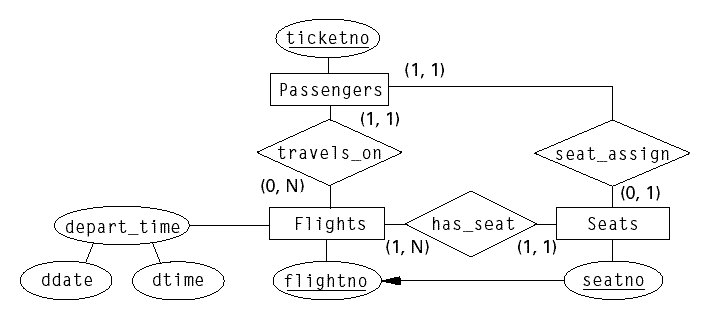 ticketno
(1, 1)
Passengers
(1, 1)
travels_on
seat_assign
(0, N)
(0, 1)
depart_time
Flights
has_seat
Seats
(1, N)
(1, 1)
ddate
dtime
flightno
seatno